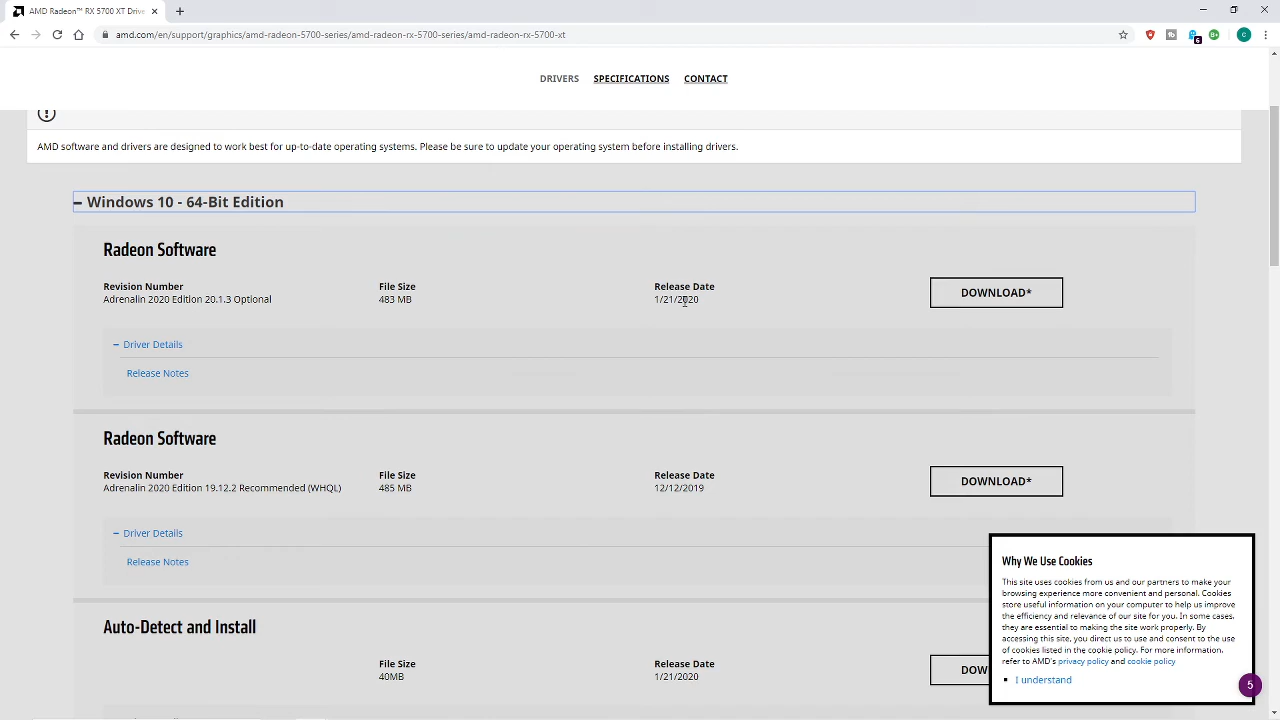 AMD Radeon™ RX 5700 XT Drive
amd.com/en/support/graphics/amd-radeon-5700-series/amd-radeon-rx-5700-series/amd-radeon-rx-5700-xt
DRIVERS SPECIFICATIONS CONTACT
AMD software and drivers are designed to work best for up-to-date operating systems. Please be sure to update your operating system before installing drivers.
Windows 10 - 64-Bit Edition
Radeon Software
Revision Number File Size Release Date
Adrenalin 2020 Edition 20.1.3 Optional 483 MB 1/21/2020
DOWNLOAD*
Driver Details
Release Notes
Radeon Software
Revision Number File Size Release Date
Adrenalin 2020 Edition 19.12.2 Recommended (WHQL) 485 MB 12/12/2019
DOWNLOAD*
Driver Details
Release Notes
Auto-Detect and Install
File Size Release Date
40MB 1/21/2020
DOW
Why We Use Cookies
This site uses cookies from us and our partners to make your
browsing experience more convenient and personal. Cookies
store useful information on your computer to help us improve
the efficiency and relevance of our site for you. In some cases,
they are essential to making the site work properly. By
accessing this site, you direct us to use and consent to the use
of cookies listed in the cookie policy. For more information,
refer to AMD's privacy policy and cookie policy
I understand
5